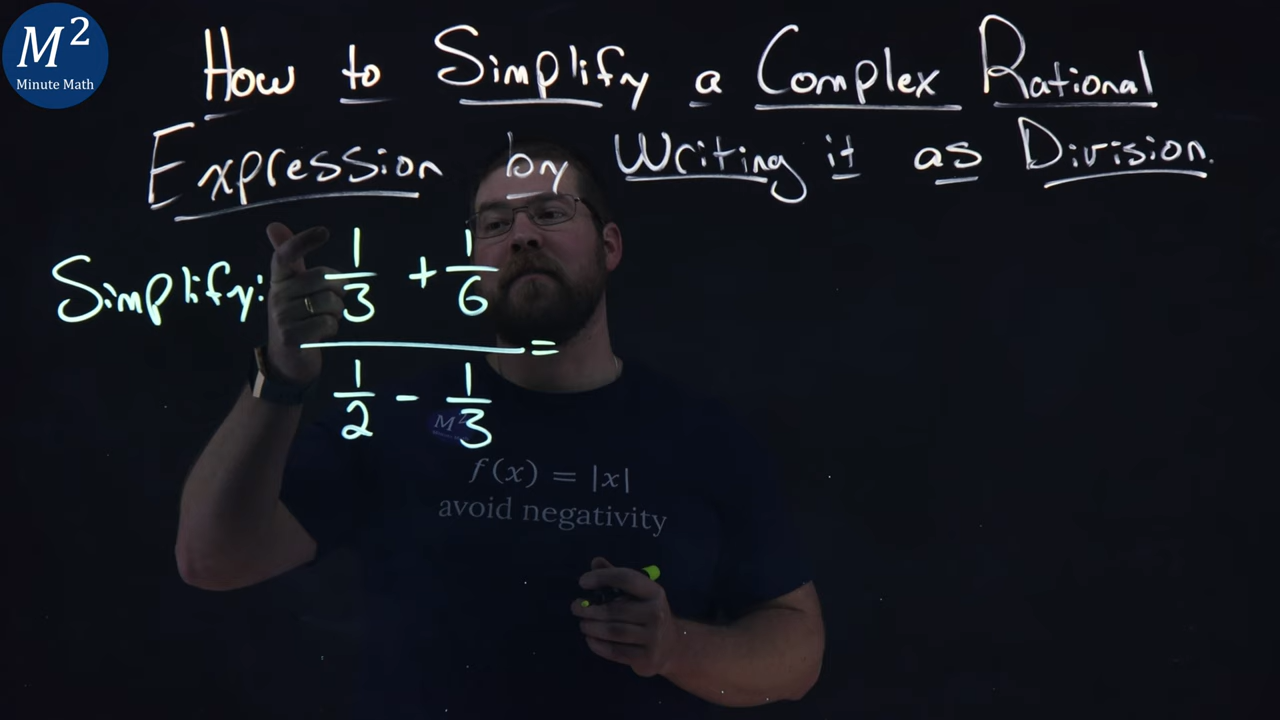 M²
Minute Math
How to Simplify a Complex Rational
Expression by Writing it as Division.
Simplify: 1/3 + 1/6
=
1/2 - 1/3
M²
f(x) = |x|
avoid negativity